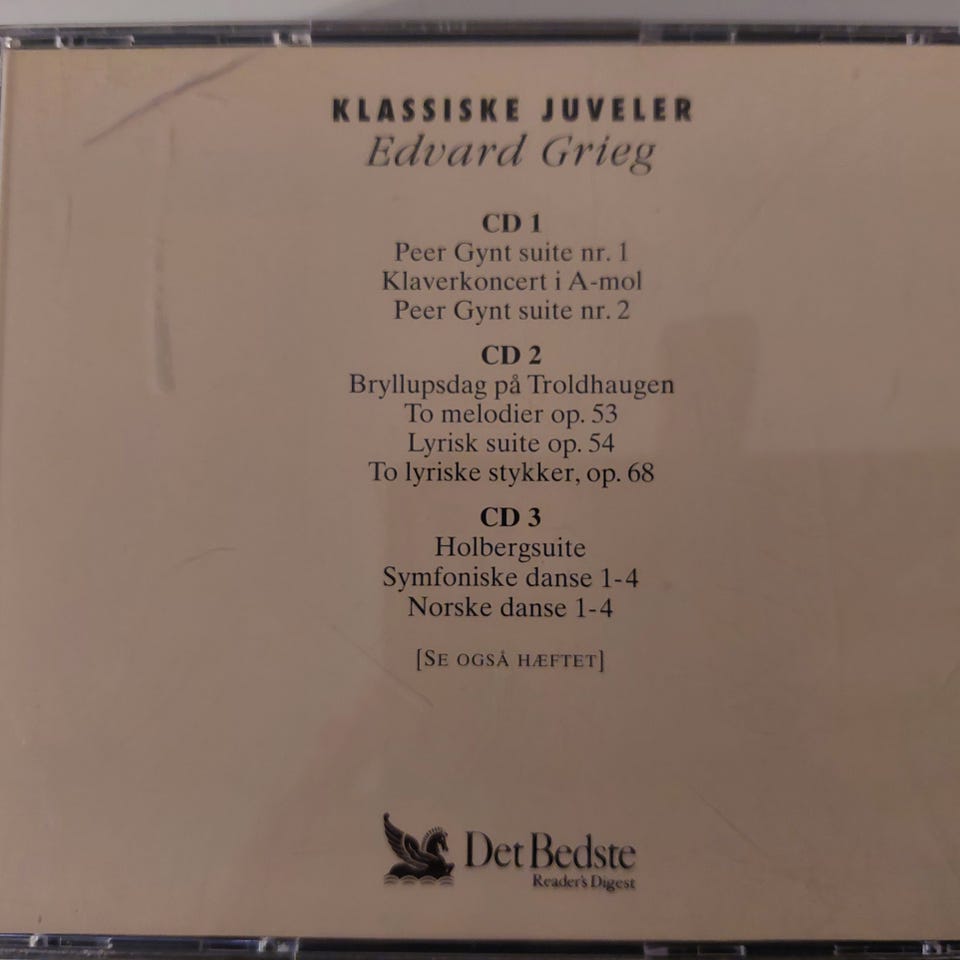 KLASSISKE JUVELER
Edvard Grieg
CD 1
Peer Gynt suite nr. 1
Klaverkoncert i A-mol
Peer Gynt suite nr. 2
CD 2
Bryllupsdag på Troldhaugen
To melodier op. 53
Lyrisk suite op. 54
To lyriske stykker, op. 68
CD 3
Holbergsuite
Symfoniske danse 1-4
Norske danse 1-4
[SE OGSÅ HÆFTET]
Det Bedste
Reader's Digest